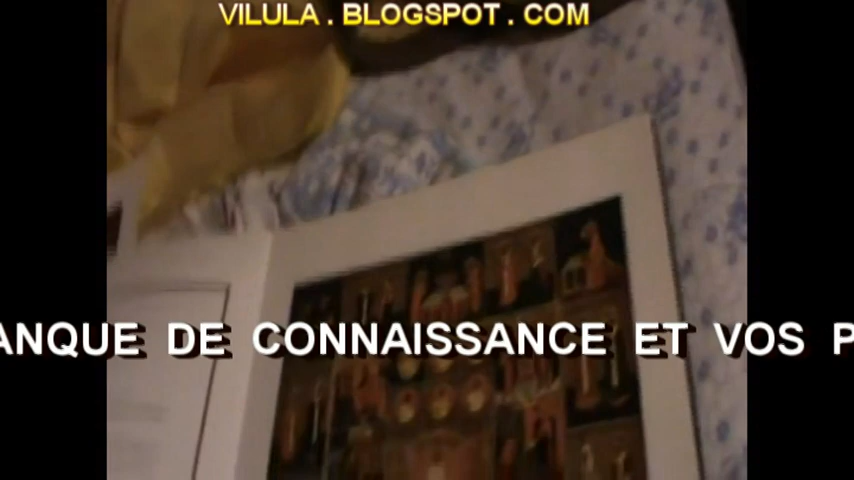 VILULA . BLOGSPOT . COM
ANQUE DE CONNAISSANCE ET VOS P